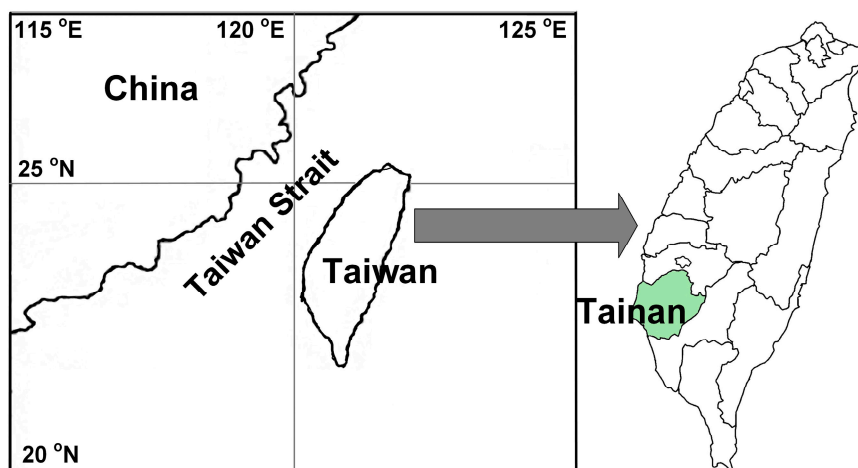 115 °E
120 °E
125 °E
China
25 °N
Taiwan Strait
Taiwan
Tainan
20 °N